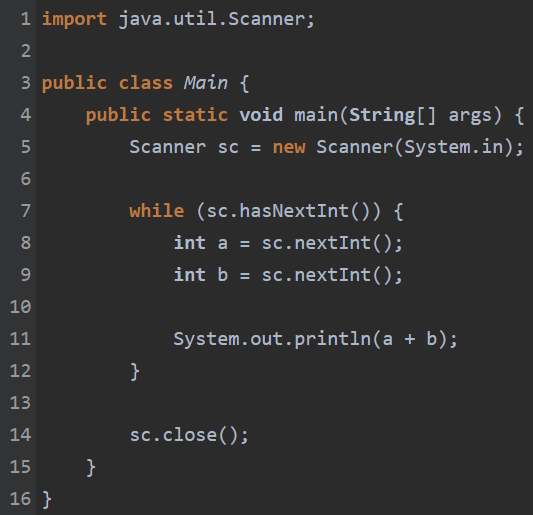 1 import java.util.Scanner;
2
3 public class Main {
4     public static void main(String[] args) {
5         Scanner sc = new Scanner(System.in);
6
7         while (sc.hasNextInt()) {
8             int a = sc.nextInt();
9             int b = sc.nextInt();
10
11             System.out.println(a + b);
12         }
13
14         sc.close();
15     }
16 }